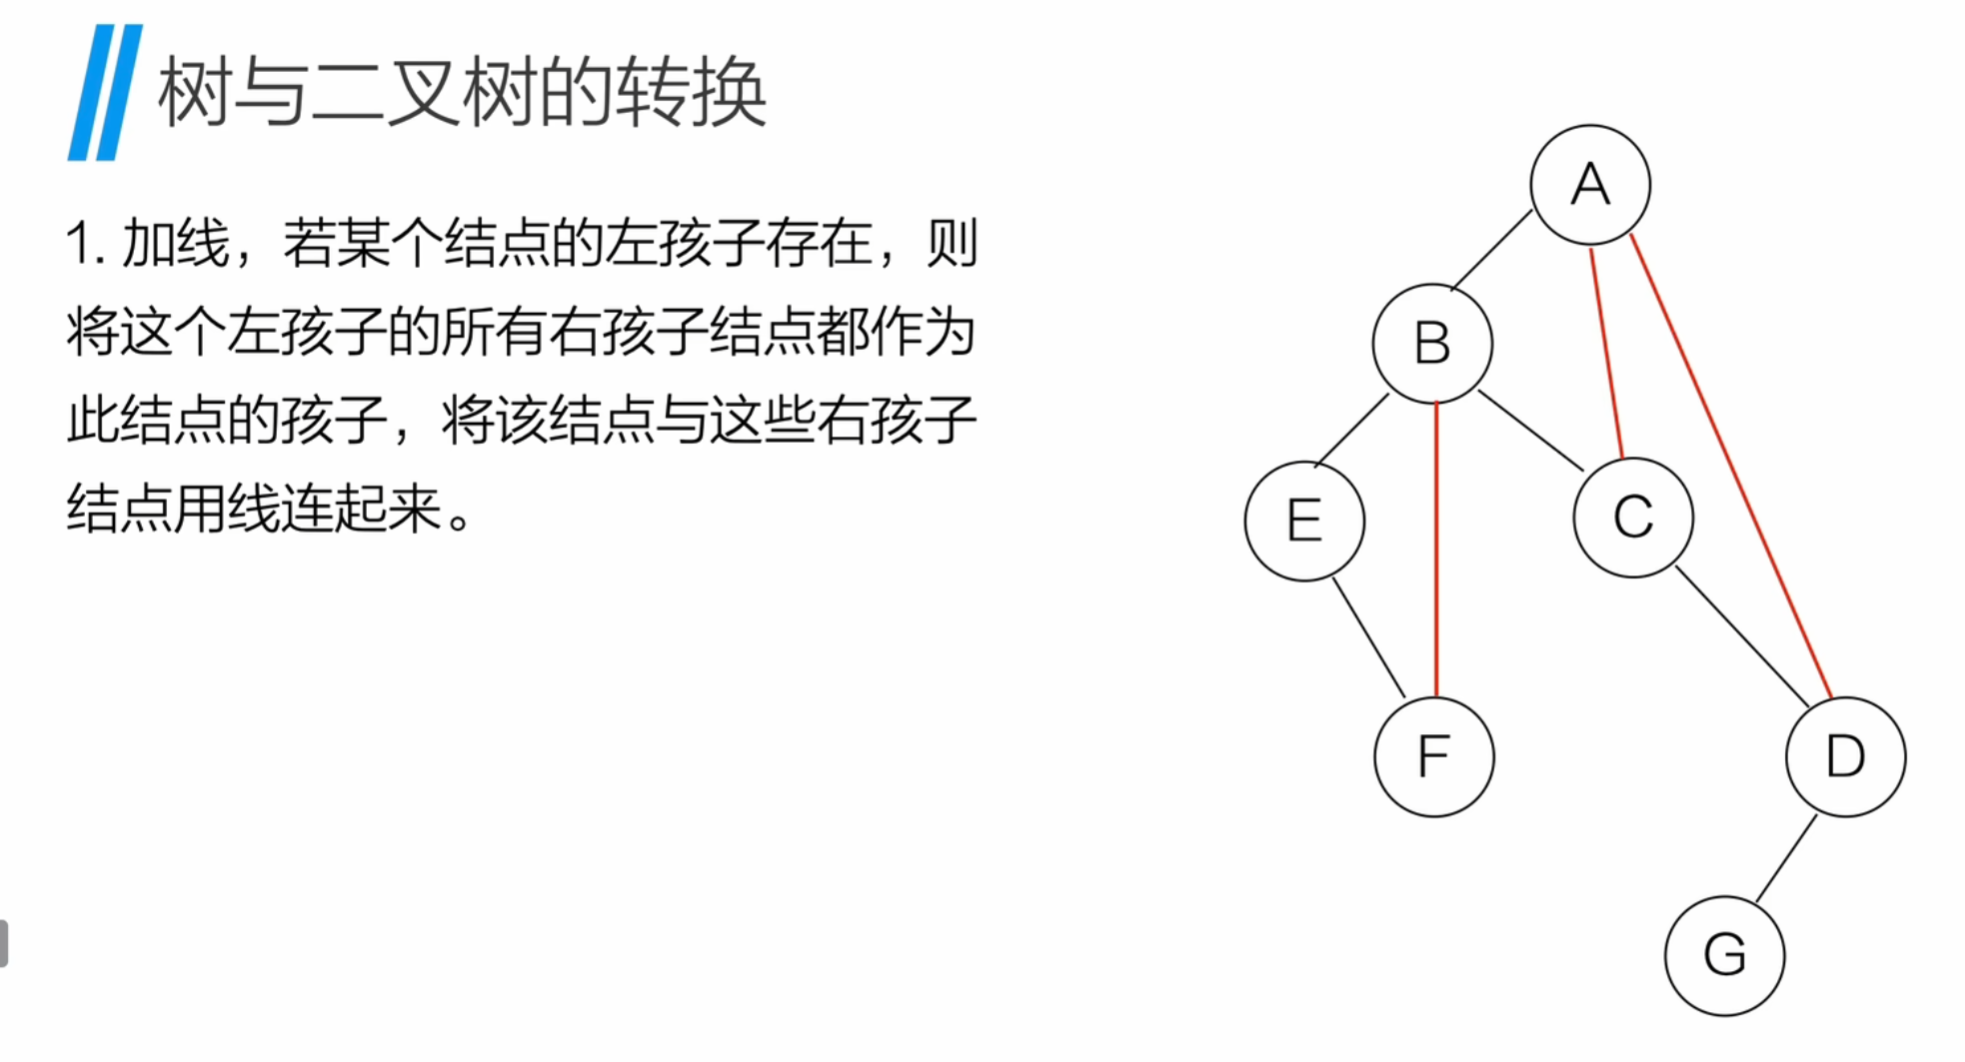 树与二叉树的转换
1. 加线，若某个结点的左孩子存在，则
将这个左孩子的所有右孩子结点都作为
此结点的孩子，将该结点与这些右孩子
结点用线连起来。
A
B
E
C
F
D
G